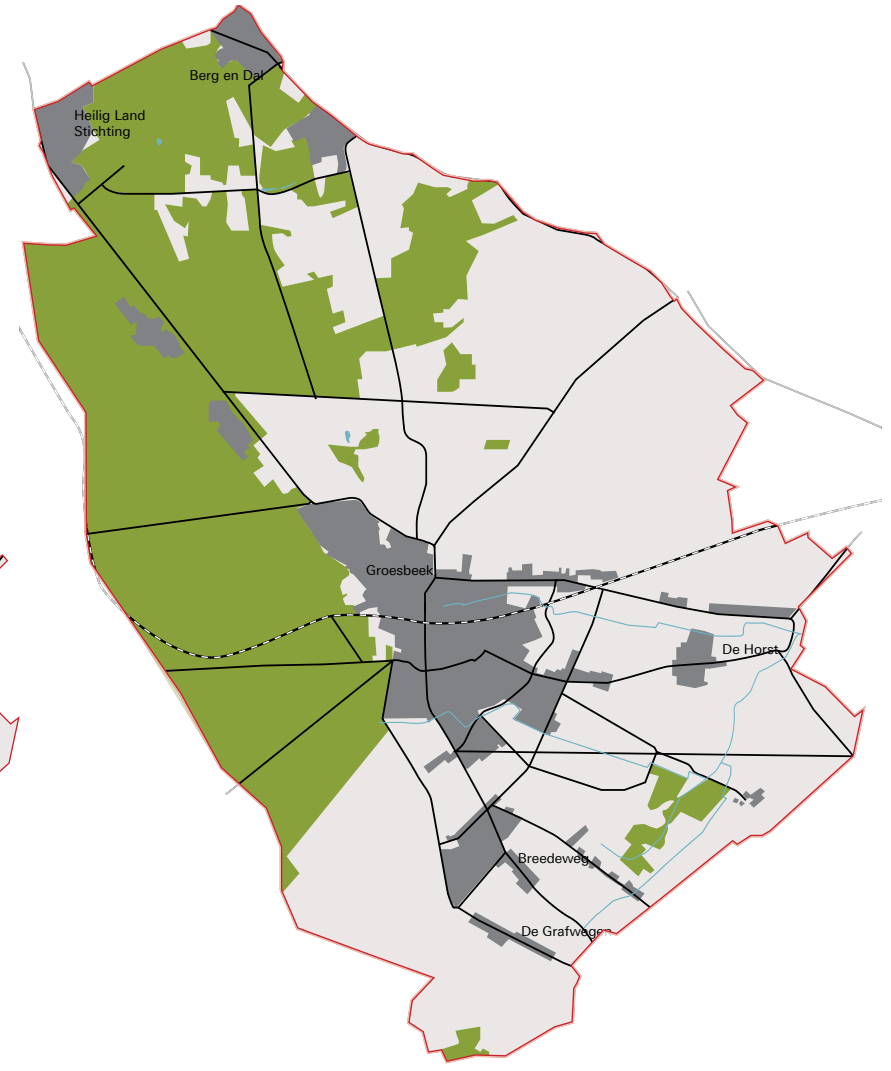 Berg en Dal
Heilig Land
Stichting
Groesbeek
De Horst
Breedeweg
De Grafwegen